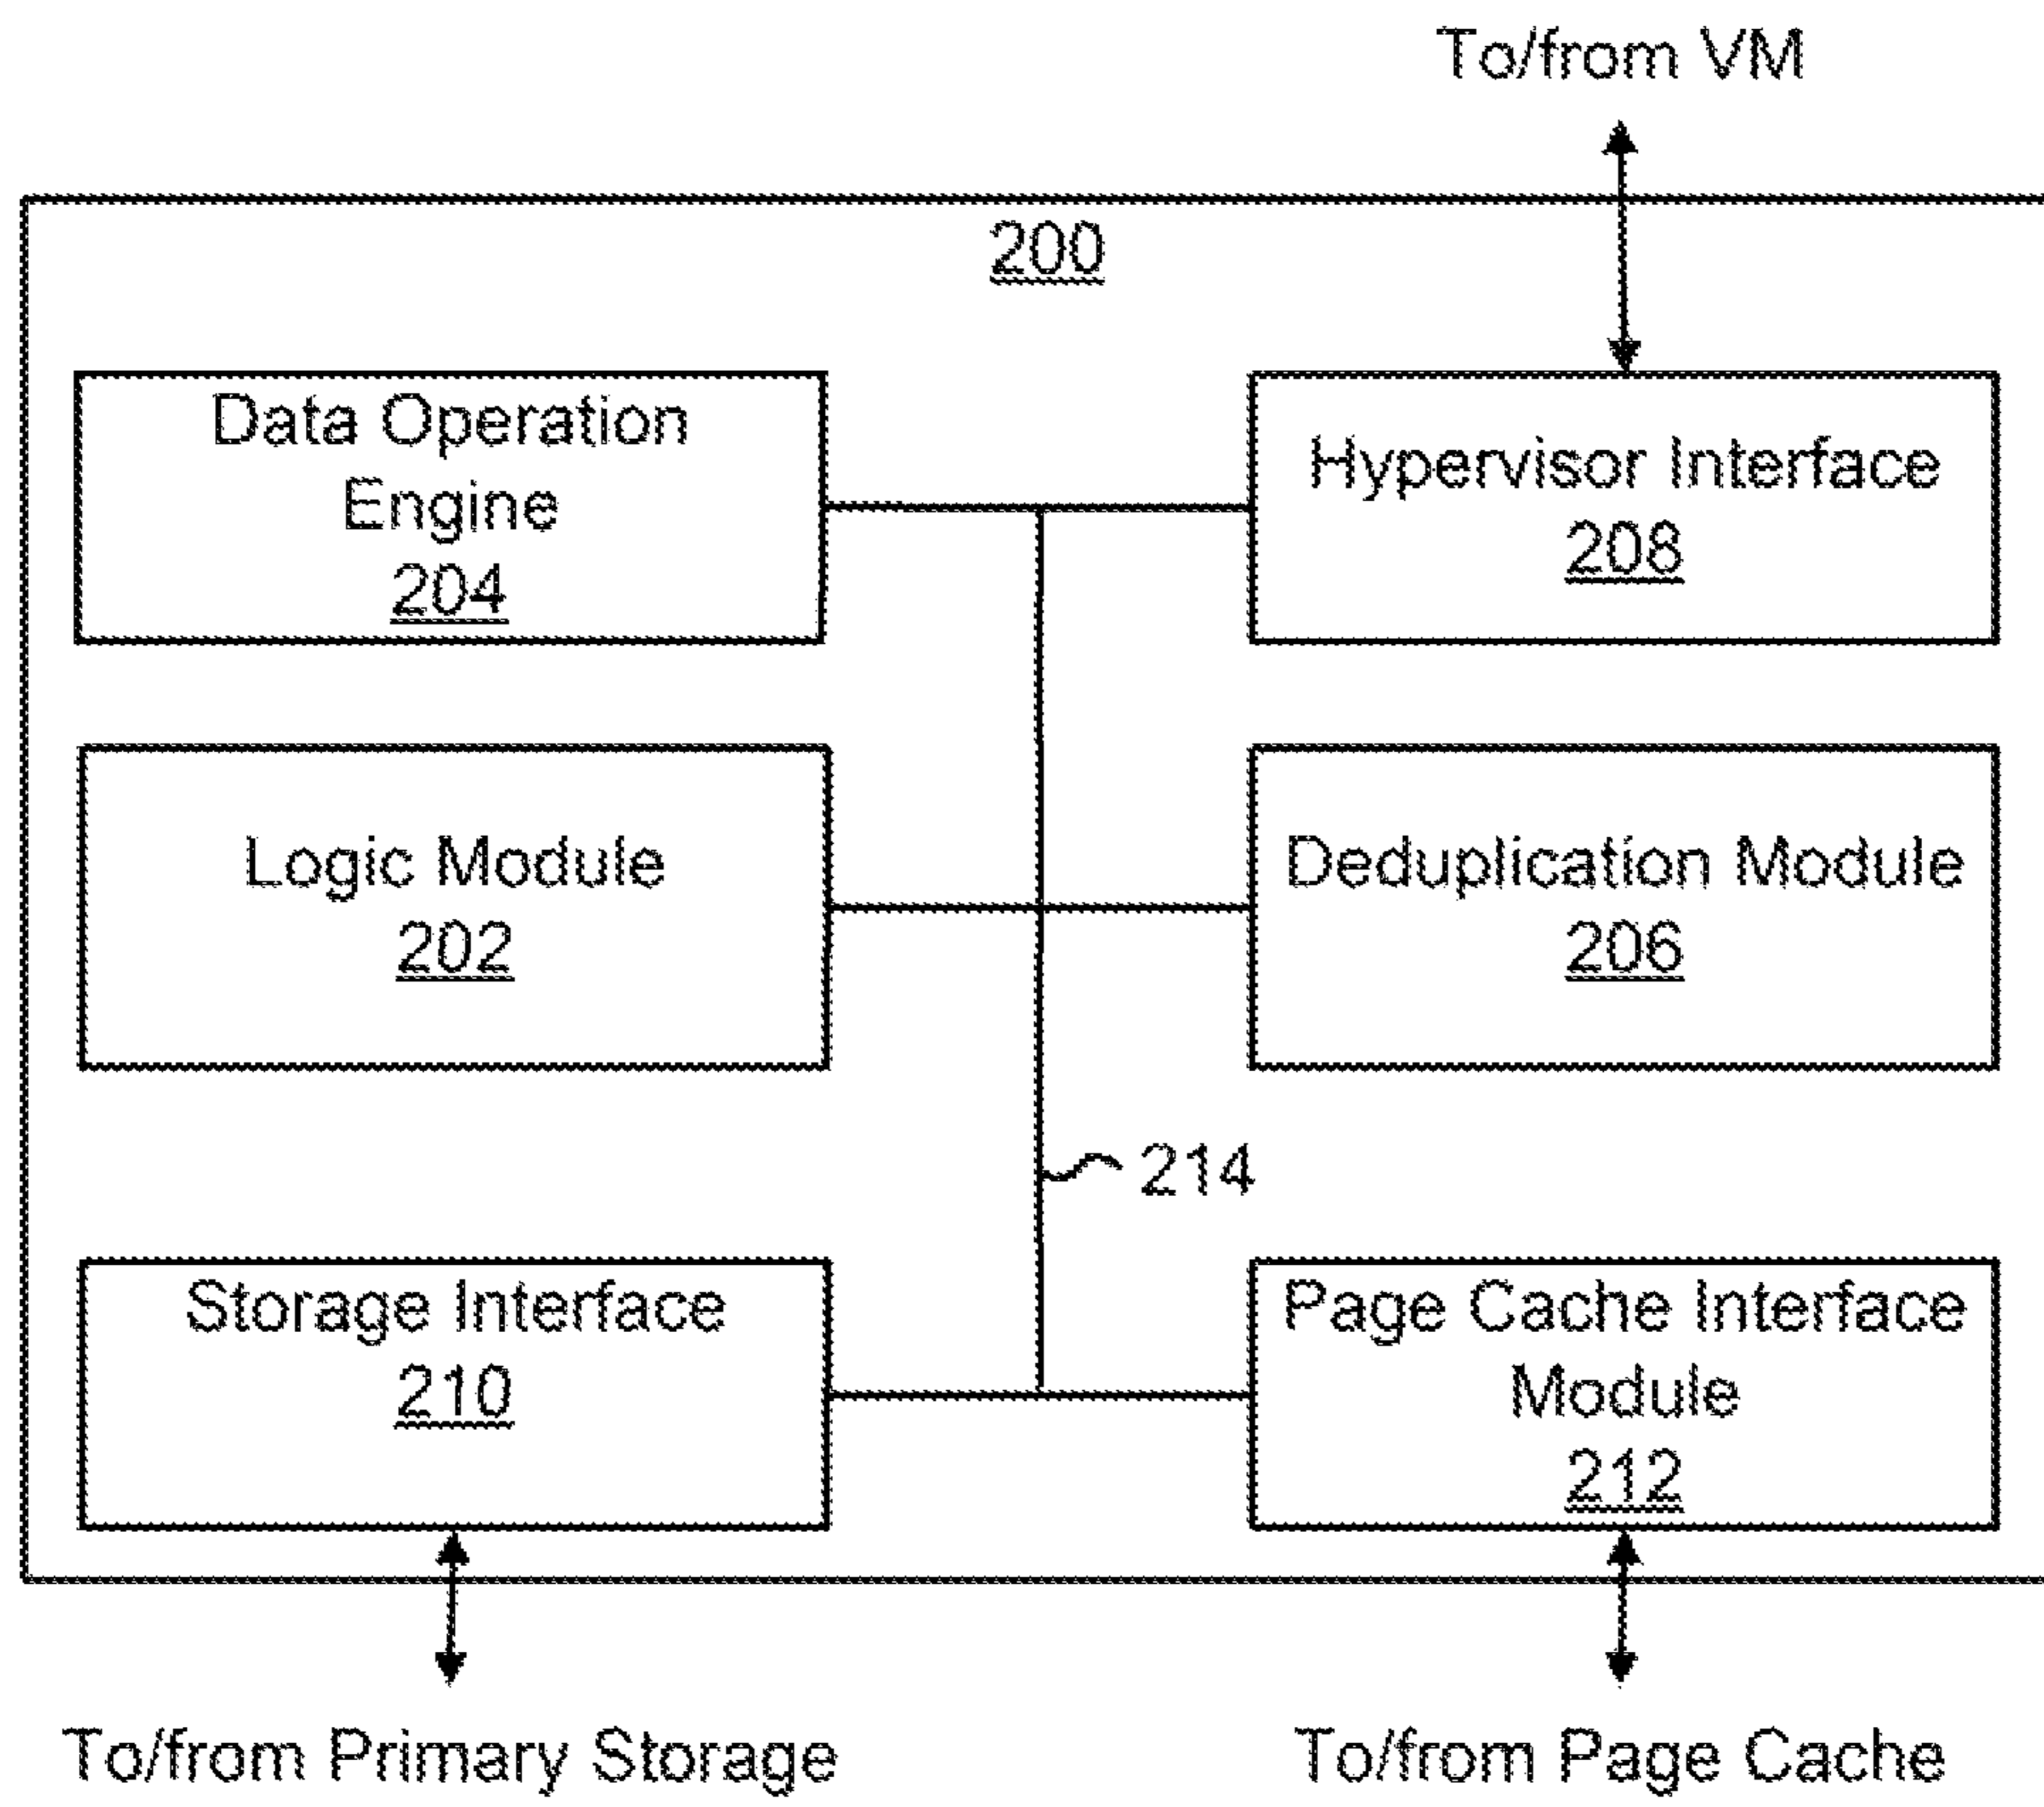 To/from VM
200
Data Operation
Engine
204
Hypervisor Interface
208
Logic Module
202
Deduplication Module
206
214
Storage Interface
210
Page Cache Interface
Module
212
To/from Primary Storage
To/from Page Cache